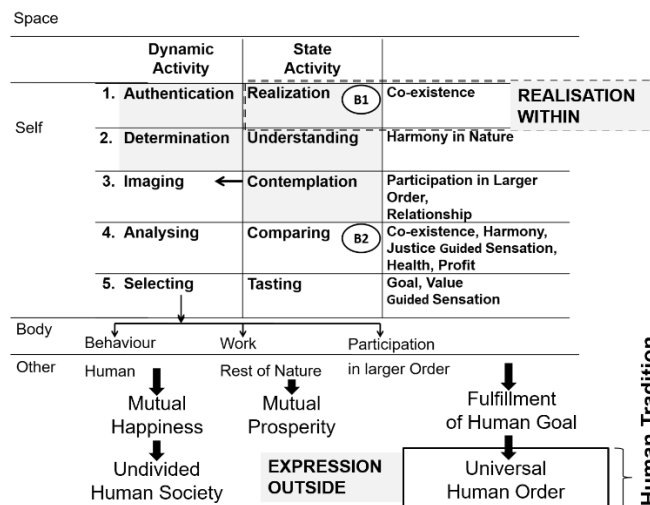 Space
Dynamic Activity
State Activity
Self
1. Authentication
Realization
B1
Co-existence
REALISATION WITHIN
2. Determination
Understanding
Harmony in Nature
3. Imaging
Contemplation
Participation in Larger
Order,
Relationship
4. Analysing
Comparing
B2
Co-existence, Harmony,
Justice Guided Sensation,
Health, Profit
5. Selecting
Tasting
Goal, Value
Guided Sensation
Body
Behaviour
Work
Participation
Other
Human
Rest of Nature
in larger Order
Mutual
Happiness
Mutual
Prosperity
Fulfillment
of Human Goal
Undivided
Human Society
EXPRESSION
OUTSIDE
Universal
Human Order
Human Tradition